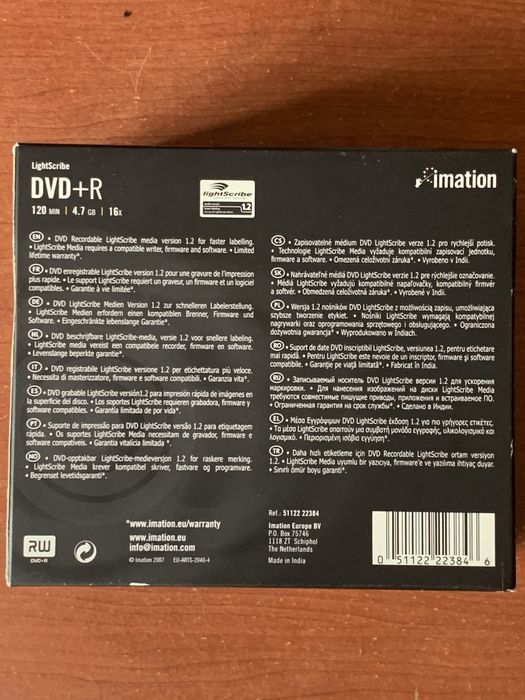 LightScribe
DVD+R
120 MIN | 4.7 GB | 16X
lightScribe
1.2
imation
EN • DVD Recordable LightScribe media version 1.2 for faster labelling.
• LightScribe Media requires a compatible writer, firmware and software. • Limited
lifetime warranty*.
FR • DVD enregistrable LightScribe version 1.2 pour une gravure de l'impression
plus rapide. • Le support LightScribe requiert un graveur, un firmware et un logiciel
compatibles. • Garantie à vie limitée*.
DE • DVD LightScribe Medien Version 1.2 zur schnelleren Labelerstellung.
• LightScribe Medien erfordern einen kompatiblen Brenner, Firmware und
Software. • Eingeschränkte lebenslange Garantie*.
NL • DVD beschrijfbare LightScribe-media, versie 1.2 voor snellere labeling.
• LightScribe media vereist een compatibele recorder, firmware en software.
• Levenslange beperkte garantie*.
IT • DVD registrabile LightScribe versione 1.2 per etichettatura più veloce.
• Necessita di masterizzatore, firmware e software compatibili. • Garanzia vita*.
ES • DVD grabable LightScribe versión1.2 para impresión rápida de imágenes en
la superficie del disco. • Los soportes LightScribe requieren grabadora, firmware y
software compatibles. • Garantía limitada de por vida*.
PT • Suporte de impressão para DVD LightScribe versão 1.2 para etiquetagem
rápida. • Os suportes LightScribe necessitam de gravador, firmware e
software compatíveis. • Garantia vitalícia limitada*.
NO • DVD-opptakbar LightScribe-medieversjon 1.2 for raskere merking.
• LightScribe Media krever kompatibel skriver, fastvare og programvare.
• Begrenset levetidsgaranti*.
CS • Zapisovatelné médium DVD LightScribe verze 1.2 pro rychlejší potisk.
• Technologie LightScribe Media vyžaduje kompatibilní zapisovací jednotku,
firmware a software. • Omezená celoživotní záruka*. • Vyrobeno v Indii.
SK • Nahrávateľné médiá DVD LightScribe verzie 1.2 pre rýchlejšie označovanie.
• Médiá LightScribe vyžadujú kompatibilné napaľovačky, kompatibilný firmvér
a softvér. • Obmedzená celoživotná záruka*. • Vyrobené v Indii.
PL • Wersja 1.2 nośników DVD LightScribe z możliwością zapisu, umożliwiająca
szybsze tworzenie etykiet. • Nośniki LightScribe wymagają kompatybilnej
nagrywarki oraz oprogramowania sprzętowego i obsługującego. • Ograniczona
dożywotnia gwarancja*. • Wyprodukowano w Indiach.
RO • Suport de date DVD inscriptibil LightScribe, versiunea 1.2, pentru etichetare
mai rapidă. • Pentru LightScribe este nevoie de un inscriptor, firmware şi software
compatibile. • Garanţie pe viaţă limitată*. • Fabricat în India.
RU • Записываемый носитель DVD LightScribe версии 1.2 для ускорения
маркировки. • Для нанесения изображений на диски LightScribe Media
требуются совместимые пишущие приводы, приложения и встраиваемое ПО.
• Ограниченная гарантия на срок службы*. • Сделано в Индии.
EL • Μέσα Εγγράψιμων DVD LightScribe έκδοση 1.2 για πιο γρήγορες ετικέτες.
• Τα μέσα LightScribe απαιτούν μια συμβατή μονάδα εγγραφής, υλικολογισμικό και
λογισμικό. • Περιορισμένη ισόβια εγγύηση*.
TR • Daha hızlı etiketleme için DVD Recordable LightScribe ortam versiyon
1.2. • LightScribe Media uyumlu bir yazıcıya, firmware'e ve yazılıma ihtiyaç duyar.
• Sınırlı ömür boyu garanti*.
*www.imation.eu/warranty
www.imation.eu
info@imation.com
© Imation 2007 EU-ARTS-2040-4
RW
DVD+R
Ref.: 51122 22384
Imation Europe BV
P.O. Box 75746
1118 ZT Schiphol
The Netherlands
Made in India
0 51122 22384 6